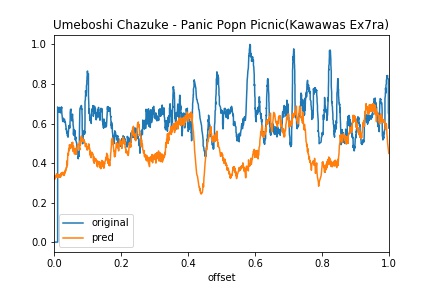 Umeboshi Chazuke - Panic Popn Picnic(Kawawas Ex7ra)
1.0
0.8
0.6
0.4
0.2
0.0
original
pred
0.0 0.2 0.4 0.6 0.8 1.0
offset